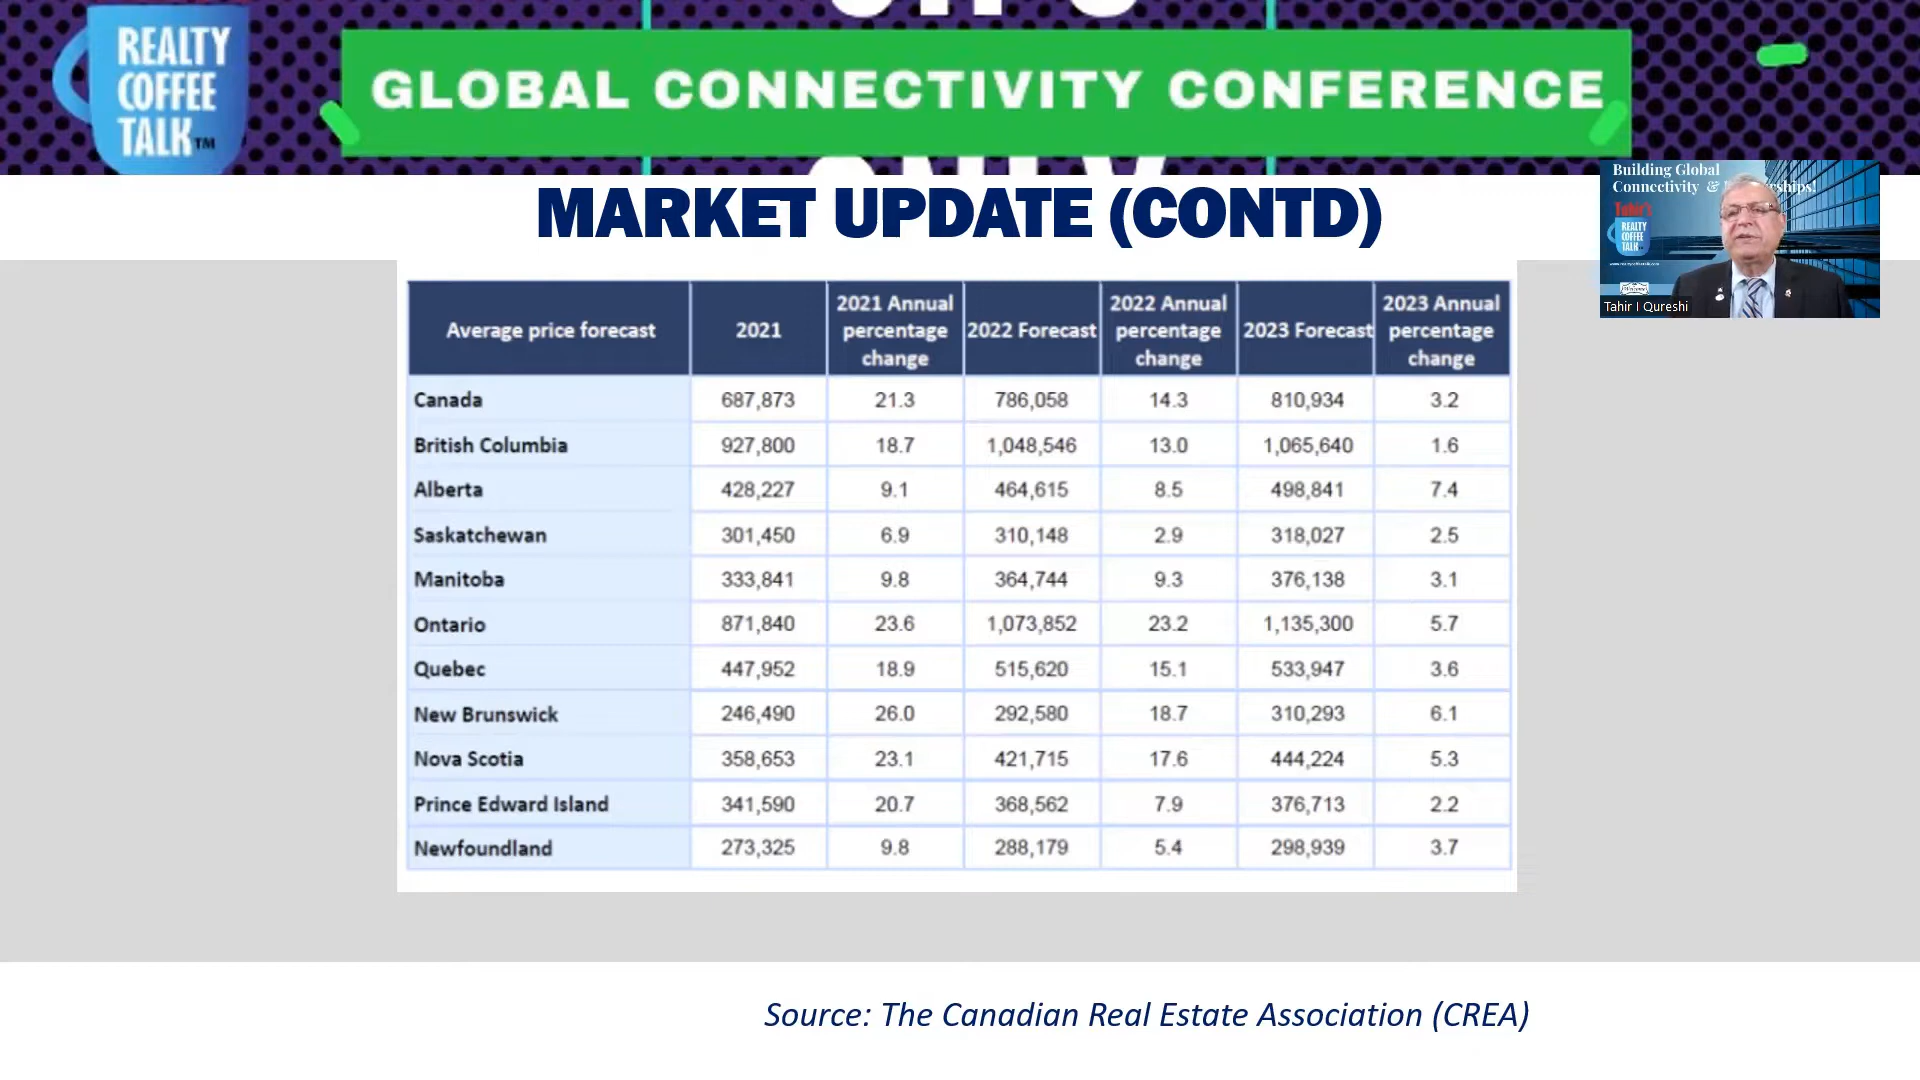 REALTY
COFFEE
TALK™
GLOBAL CONNECTIVITY CONFERENCE
MARKET UPDATE (CONTD)
Building Global
Connectivity &
Tahir's
REALTY
COFFEE
TALK
Welcome
Tahir I Qureshi
Average price forecast 2021 2021 Annual percentage change 2022 Forecast 2022 Annual percentage change 2023 Forecast 2023 Annual percentage change
Canada 687,873 21.3 786,058 14.3 810,934 3.2
British Columbia 927,800 18.7 1,048,546 13.0 1,065,640 1.6
Alberta 428,227 9.1 464,615 8.5 498,841 7.4
Saskatchewan 301,450 6.9 310,148 2.9 318,027 2.5
Manitoba 333,841 9.8 364,744 9.3 376,138 3.1
Ontario 871,840 23.6 1,073,852 23.2 1,135,300 5.7
Quebec 447,952 18.9 515,620 15.1 533,947 3.6
New Brunswick 246,490 26.0 292,580 18.7 310,293 6.1
Nova Scotia 358,653 23.1 421,715 17.6 444,224 5.3
Prince Edward Island 341,590 20.7 368,562 7.9 376,713 2.2
Newfoundland 273,325 9.8 288,179 5.4 298,939 3.7
Source: The Canadian Real Estate Association (CREA)